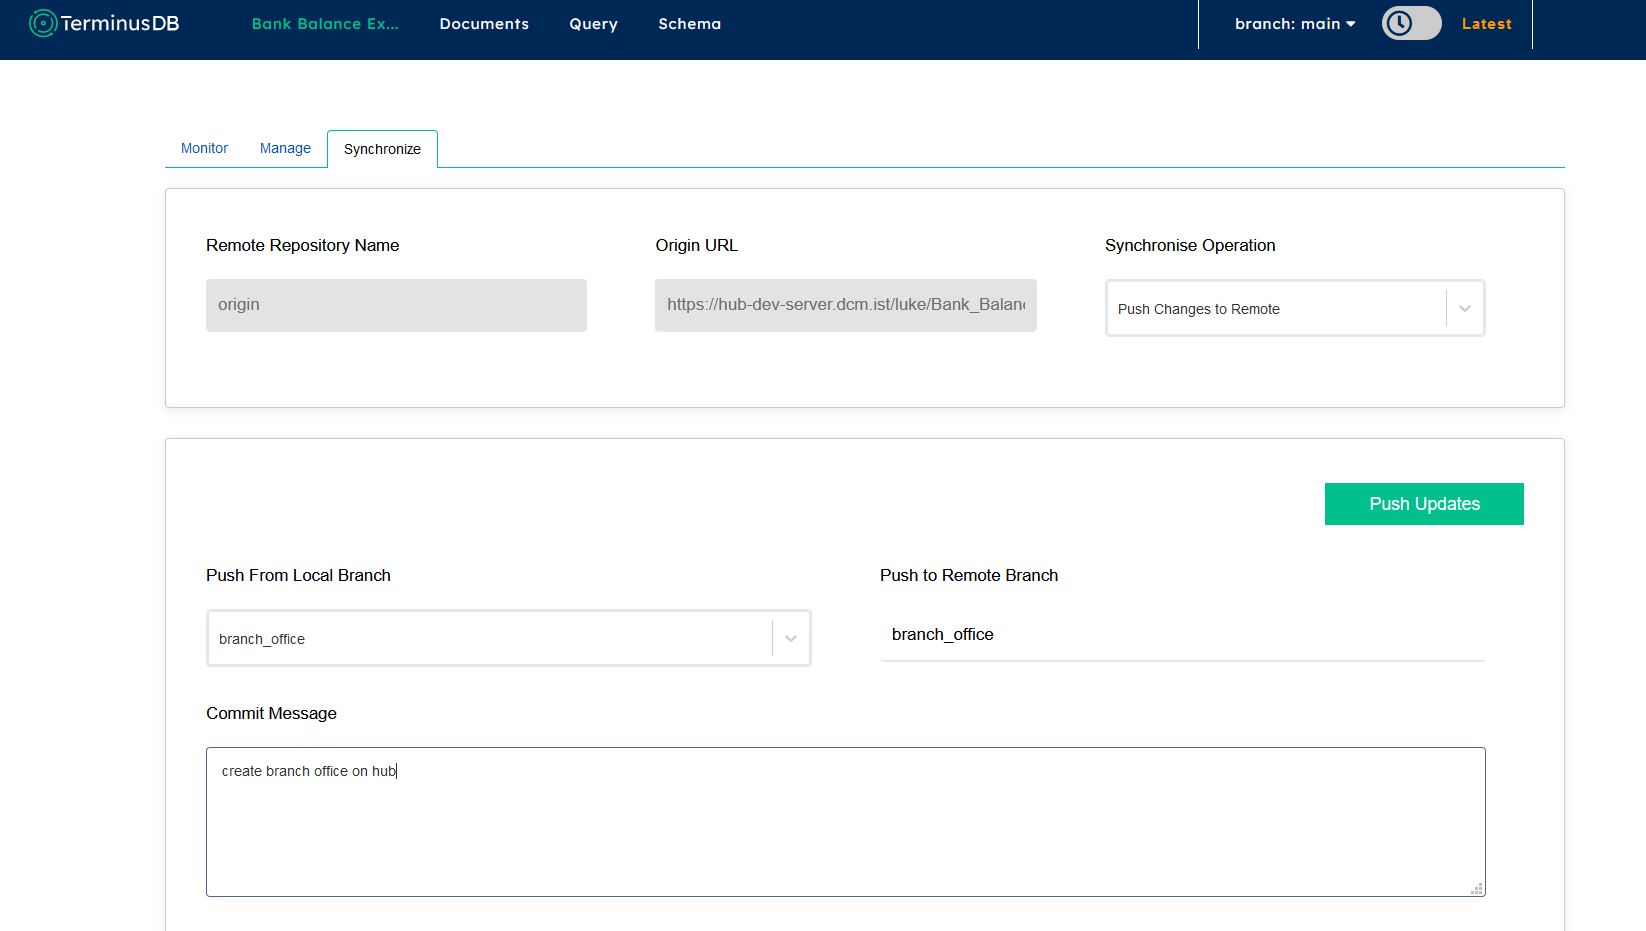 TerminusDB Bank Balance Ex... Documents Query Schema branch: main Latest
Monitor Manage Synchronize
Remote Repository Name Origin URL Synchronise Operation
origin https://hub-dev-server.dcm.ist/luke/Bank_Balan Push Changes to Remote
Push Updates
Push From Local Branch Push to Remote Branch
branch_office branch_office
Commit Message
create branch office on hub